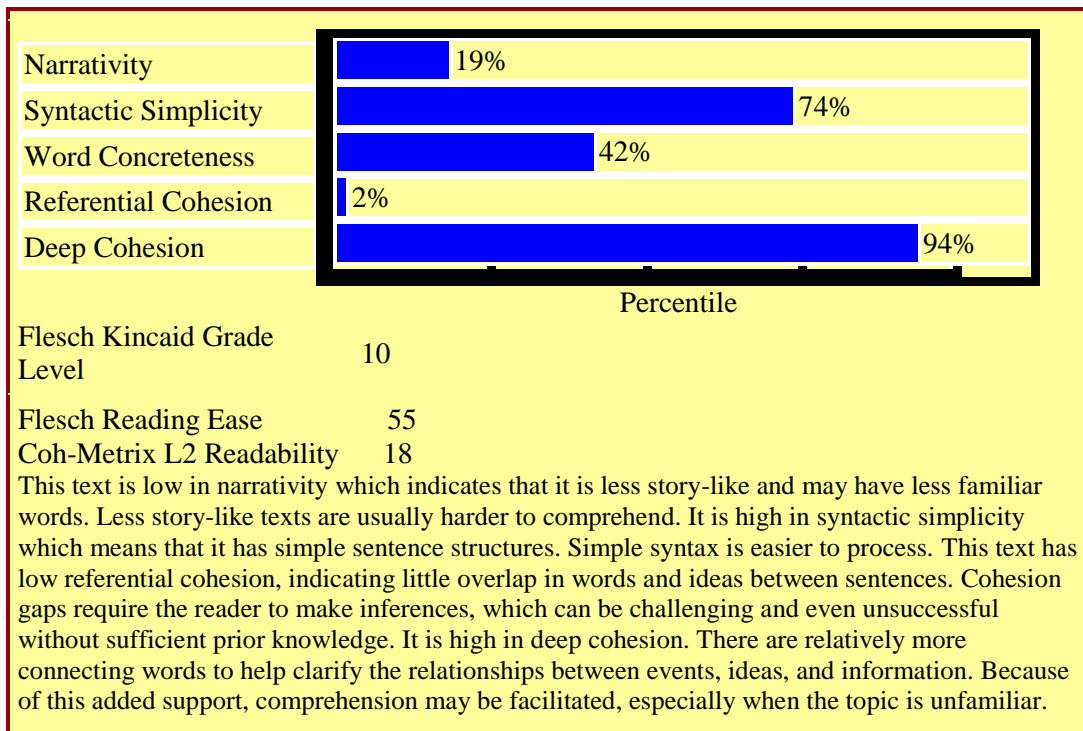 Narrativity 19%
Syntactic Simplicity 74%
Word Concreteness 42%
Referential Cohesion 2%
Deep Cohesion 94%
Percentile
Flesch Kincaid Grade
Level 10
Flesch Reading Ease 55
Coh-Metrix L2 Readability 18
This text is low in narrativity which indicates that it is less story-like and may have less familiar
words. Less story-like texts are usually harder to comprehend. It is high in syntactic simplicity
which means that it has simple sentence structures. Simple syntax is easier to process. This text has
low referential cohesion, indicating little overlap in words and ideas between sentences. Cohesion
gaps require the reader to make inferences, which can be challenging and even unsuccessful
without sufficient prior knowledge. It is high in deep cohesion. There are relatively more
connecting words to help clarify the relationships between events, ideas, and information. Because
of this added support, comprehension may be facilitated, especially when the topic is unfamiliar.